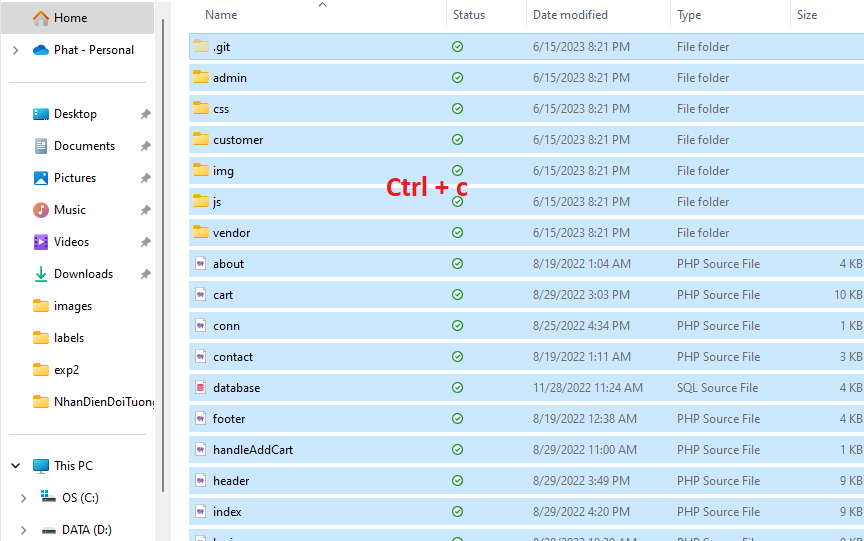 Home
Phat - Personal
Desktop
Documents
Pictures
Music
Videos
Downloads
images
labels
exp2
NhanDienDoiTuong
This PC
OS (C:)
DATA (D:)
Name Status Date modified Type Size
.git 6/15/2023 8:21 PM File folder
admin 6/15/2023 8:21 PM File folder
css 6/15/2023 8:21 PM File folder
customer 6/15/2023 8:21 PM File folder
img 6/15/2023 8:21 PM File folder
Ctrl + c
js 6/15/2023 8:21 PM File folder
vendor 6/15/2023 8:21 PM File folder
about 8/19/2022 1:04 AM PHP Source File 4 KB
cart 8/29/2022 3:03 PM PHP Source File 10 KB
conn 8/25/2022 4:34 PM PHP Source File 1 KB
contact 8/19/2022 1:11 AM PHP Source File 3 KB
database 11/28/2022 11:24 AM SQL Source File 4 KB
footer 8/19/2022 12:38 AM PHP Source File 4 KB
handleAddCart 8/29/2022 11:00 AM PHP Source File 1 KB
header 8/29/2022 3:49 PM PHP Source File 9 KB
index 8/29/2022 4:20 PM PHP Source File 9 KB